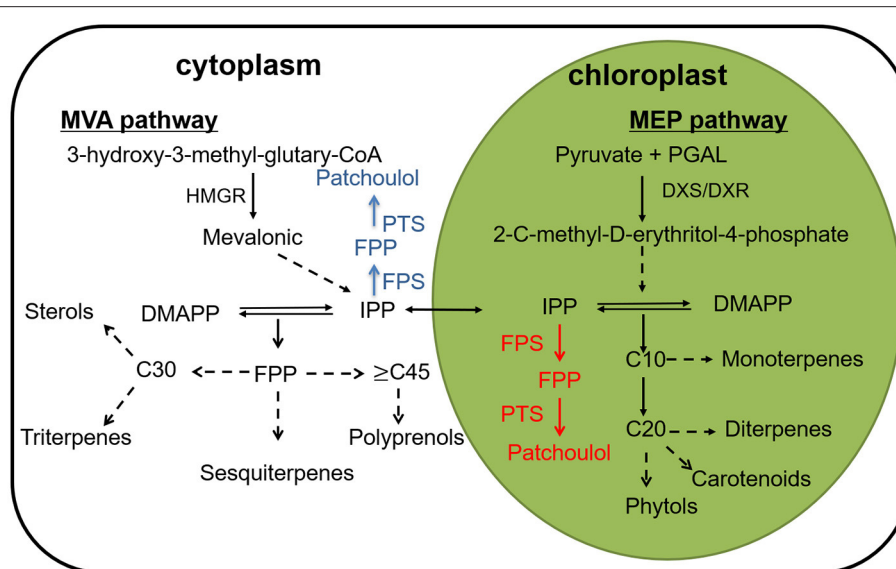 cytoplasm
MVA pathway
3-hydroxy-3-methyl-glutary-CoA
HMGR
Patchoulol
PTS
Mevalonic
FPP
FPS
Sterols
DMAPP
IPP
C30
FPP
≥C45
Triterpenes
Polyprenols
Sesquiterpenes
chloroplast
MEP pathway
Pyruvate + PGAL
DXS/DXR
2-C-methyl-D-erythritol-4-phosphate
IPP
DMAPP
FPS
C10
Monoterpenes
FPP
PTS
C20
Diterpenes
Patchoulol
Carotenoids
Phytols